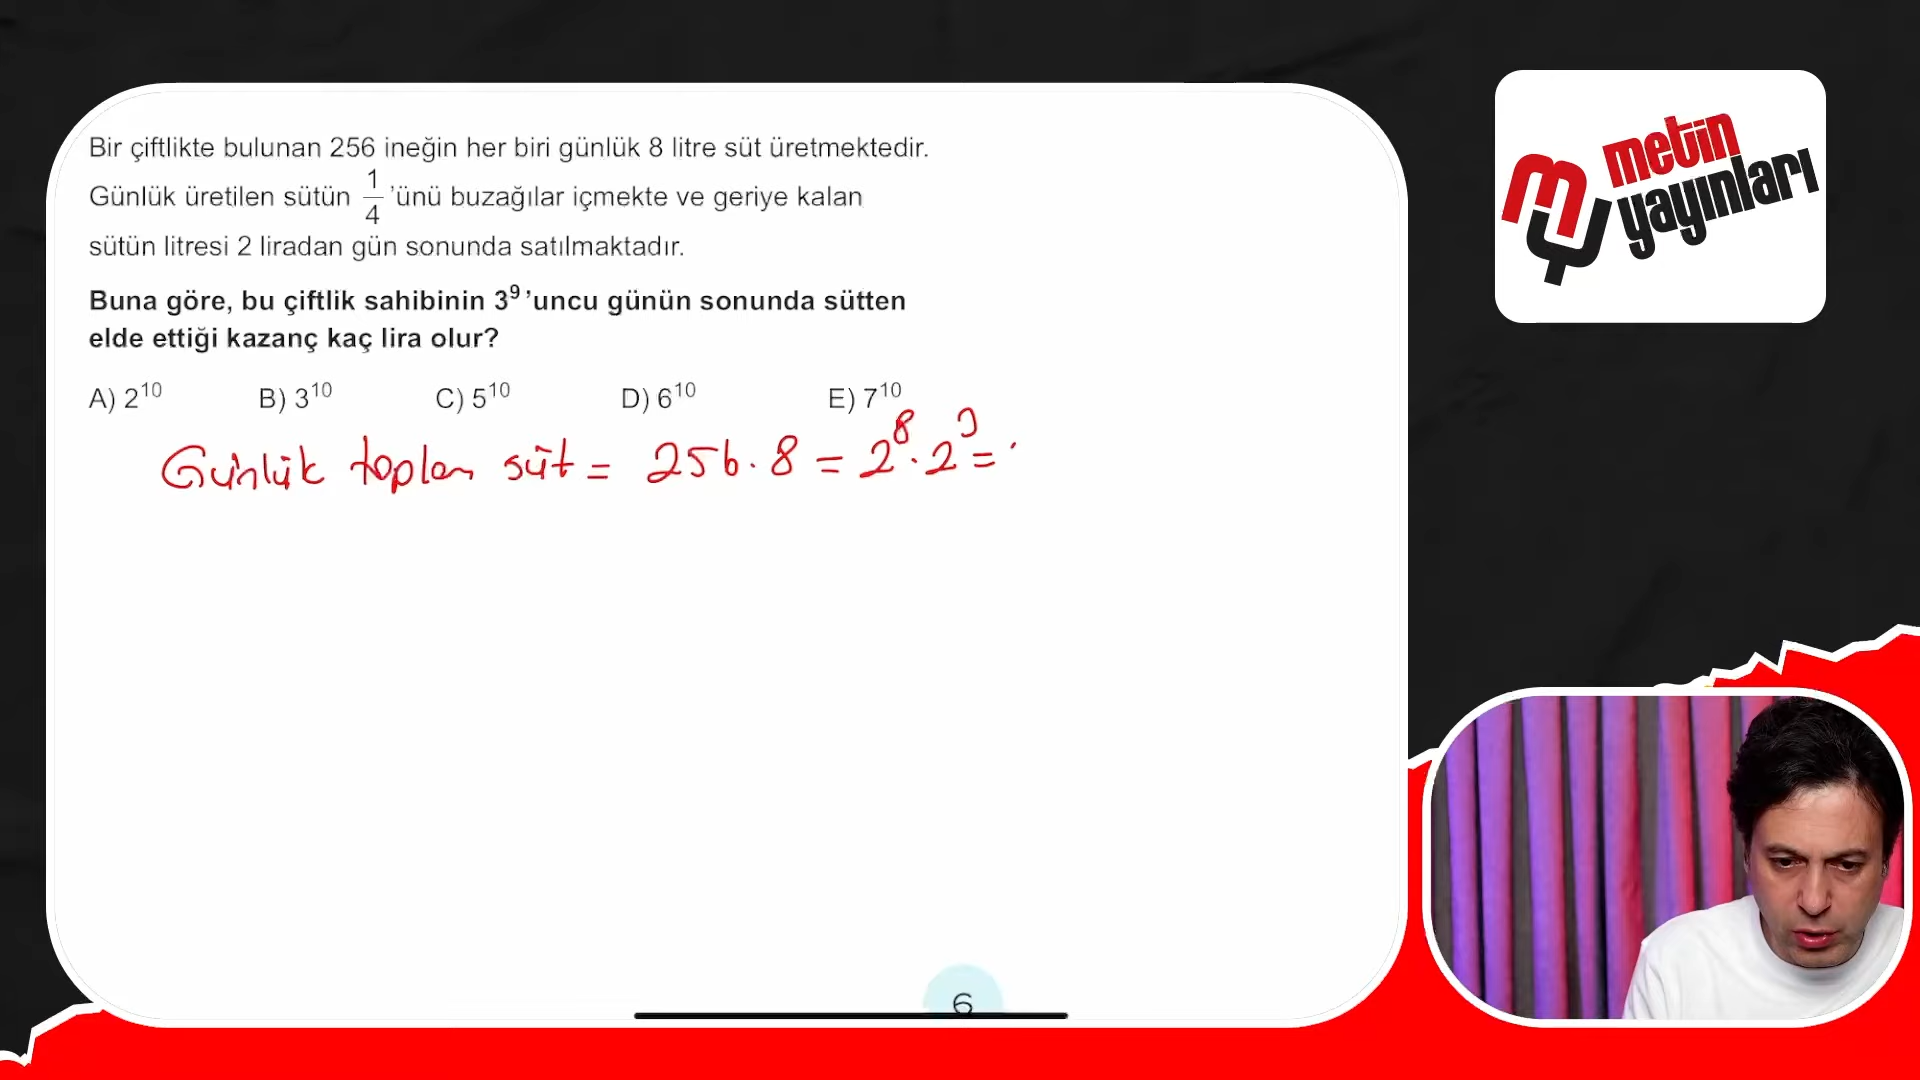 Bir çiftlikte bulunan 256 ineğin her biri günlük 8 litre süt üretmektedir.
Günlük üretilen sütün 1/4 'ünü buzağılar içmekte ve geriye kalan
sütün litresi 2 liradan gün sonunda satılmaktadır.
Buna göre, bu çiftlik sahibinin 3⁹'uncu günün sonunda sütten
elde ettiği kazanç kaç lira olur?
A) 2¹⁰ B) 3¹⁰ C) 5¹⁰ D) 6¹⁰ E) 7¹⁰
Günlük toplam süt = 256 . 8 = 2⁸ . 2³ =
6
metin
yayınları